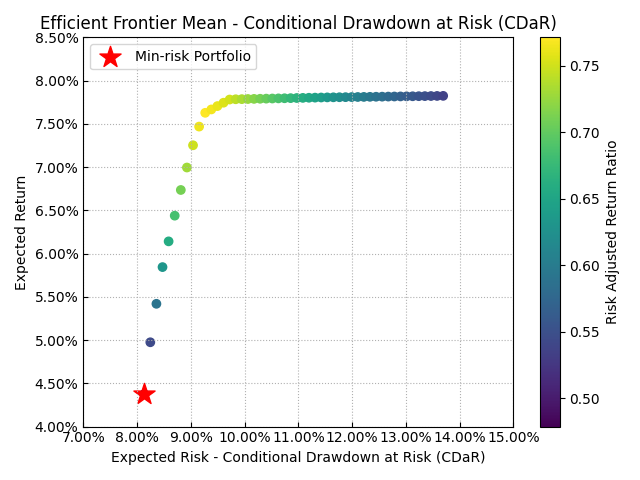 Efficient Frontier Mean - Conditional Drawdown at Risk (CDaR)
Min-risk Portfolio
8.50%
8.00%
7.50%
7.00%
6.50%
6.00%
5.50%
5.00%
4.50%
4.00%
Expected Return
7.00% 8.00% 9.00% 10.00% 11.00% 12.00% 13.00% 14.00% 15.00%
Expected Risk - Conditional Drawdown at Risk (CDaR)
0.75
0.70
0.65
0.60
0.55
0.50
Risk Adjusted Return Ratio